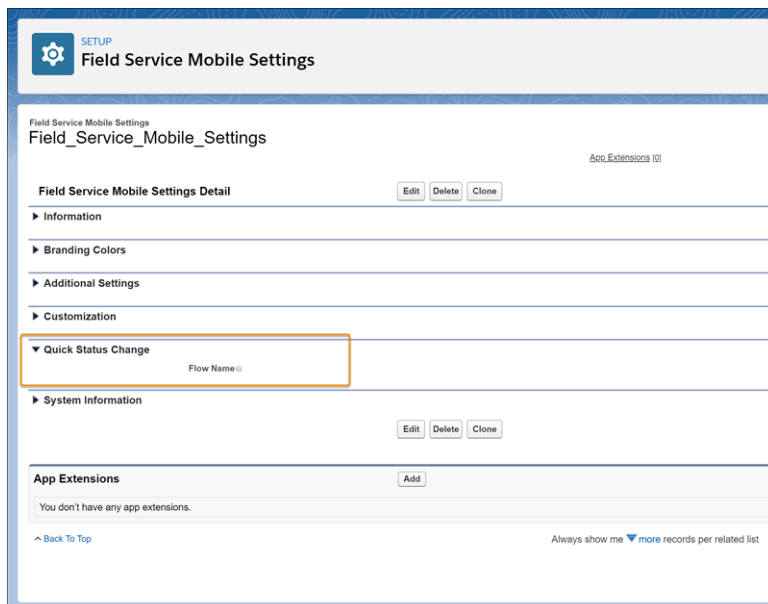 SETUP
Field Service Mobile Settings
Field Service Mobile Settings
Field_Service_Mobile_Settings
App Extensions [0]
Field Service Mobile Settings Detail
Edit Delete Clone
Information
Branding Colors
Additional Settings
Customization
Quick Status Change
Flow Name
System Information
Edit Delete Clone
App Extensions
Add
You don't have any app extensions.
Back To Top
Always show me more records per related list